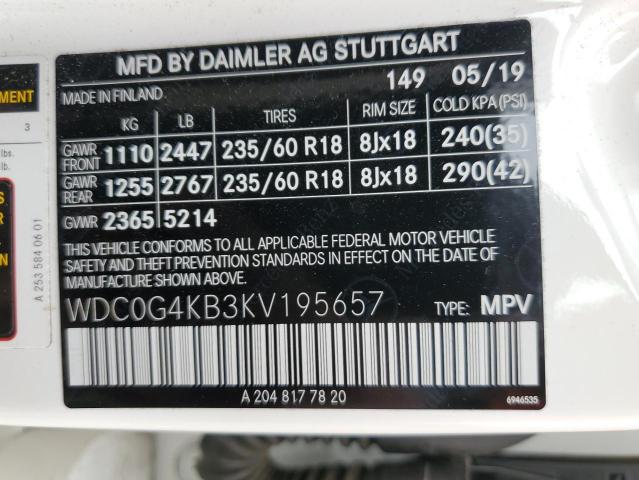 MFD BY DAIMLER AG STUTTGART
149 05/19
MADE IN FINLAND
KG LB TIRES RIM SIZE COLD KPA (PSI)
GAWR FRONT 1110 2447 235/60 R18 8Jx18 240(35)
GAWR REAR 1255 2767 235/60 R18 8Jx18 290(42)
GVWR 2365 5214
THIS VEHICLE CONFORMS TO ALL APPLICABLE FEDERAL MOTOR VEHICLE
SAFETY AND THEFT PREVENTION STANDARDS IN EFFECT ON THE DATE OF
MANUFACTURE SHOWN ABOVE.
WDC0G4KB3KV195657 TYPE: MPV
A 204 817 78 20
6946535
MENT
3
lbs.
A 253 584 06 01